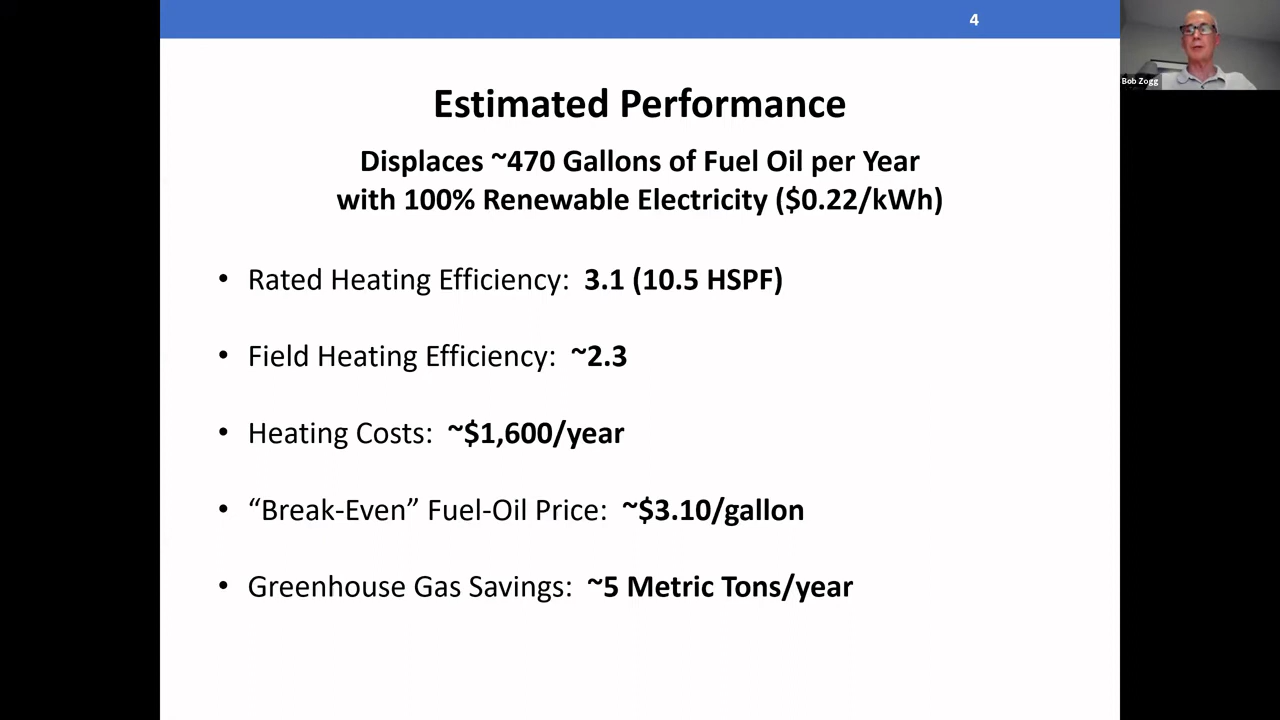 4
Bob Zogg
Estimated Performance
Displaces ~470 Gallons of Fuel Oil per Year
with 100% Renewable Electricity ($0.22/kWh)
• Rated Heating Efficiency: 3.1 (10.5 HSPF)
• Field Heating Efficiency: ~2.3
• Heating Costs: ~$1,600/year
• “Break-Even” Fuel-Oil Price: ~$3.10/gallon
• Greenhouse Gas Savings: ~5 Metric Tons/year